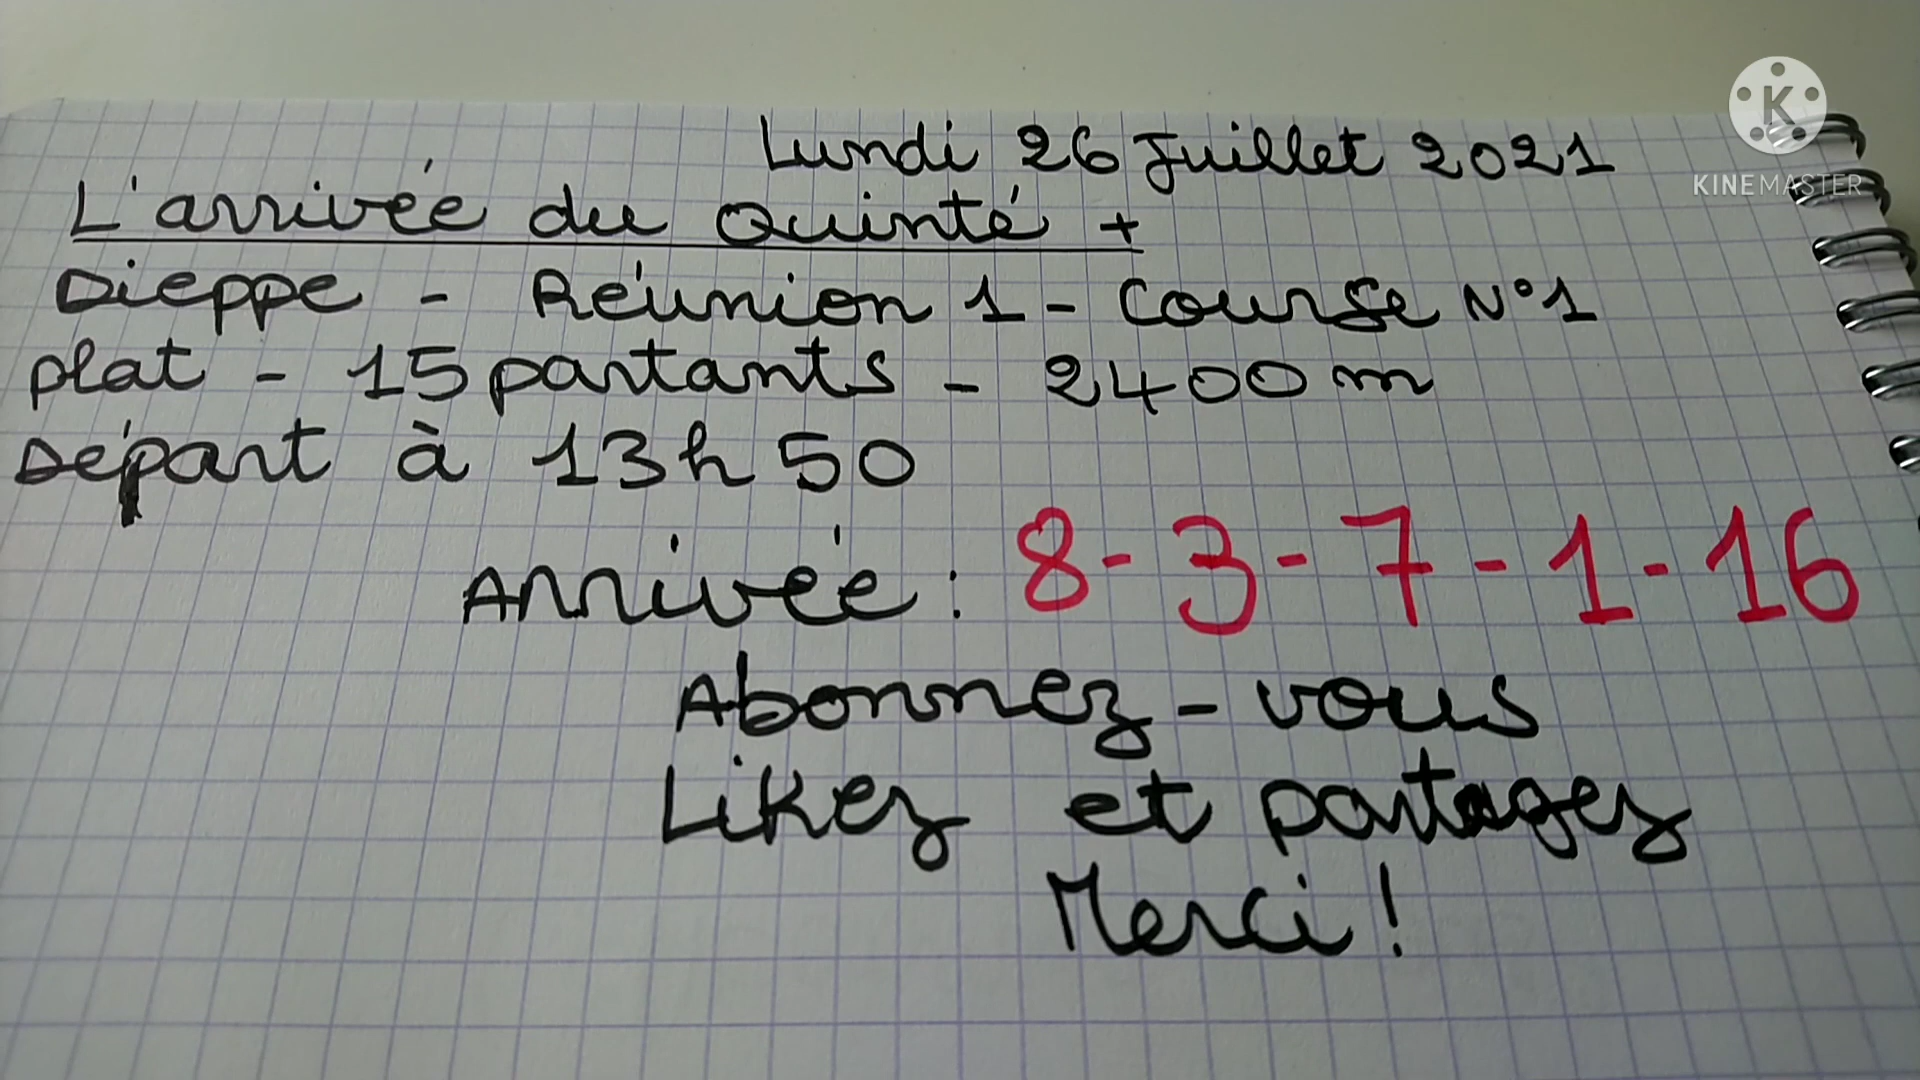 Lundi 26 Juillet 2021
L'arrivée du Quinté +
Dieppe - Réunion 1 - Course N°1
plat - 15 partants - 2400 m
Départ à 13h50
Arrivée : 8 - 3 - 7 - 1 - 16
Abonnez-vous
Likez et partagez
Merci !
K
KINEMASTER